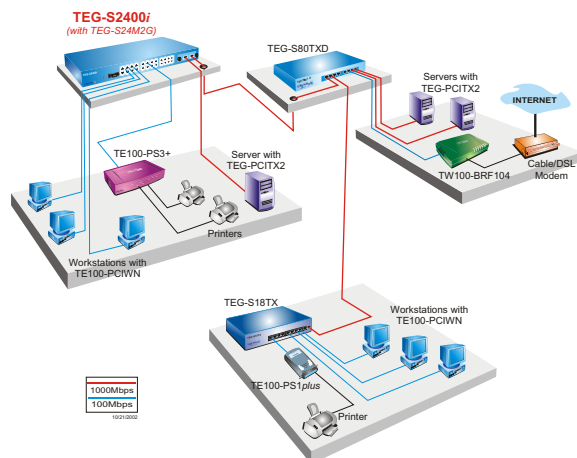 TEG-S2400i
(with TEG-S24M2G)
TEG-S80TXD
Servers with
TEG-PCITX2
INTERNET
TE100-PS3+
Server with
TEG-PCITX2
TW100-BRF104
Cable/DSL
Modem
Printers
Workstations with
TE100-PCIWN
TEG-S18TX
Workstations with
TE100-PCIWN
TE100-PS1plus
Printer
1000Mbps
100Mbps
10/21/2002